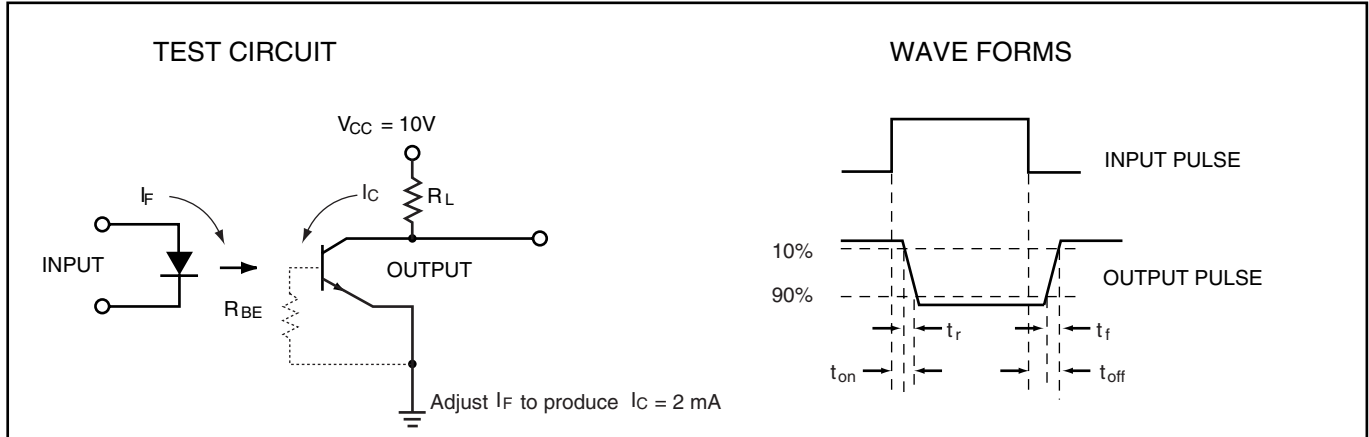 TEST CIRCUIT
WAVE FORMS
VCC = 10V
IF
IC
RL
INPUT
OUTPUT
RBE
Adjust IF to produce IC = 2 mA
INPUT PULSE
10%
OUTPUT PULSE
90%
tr
tf
ton
toff